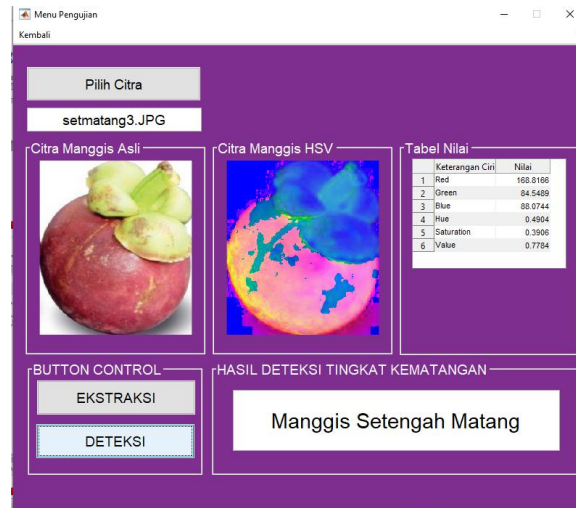 Menu Pengujian
Kembali
Pilih Citra
setmatang3.JPG
Citra Manggis Asli
Citra Manggis HSV
Tabel Nilai
Keterangan Ciri Nilai
1 Red 168.8166
2 Green 84.5489
3 Blue 88.0744
4 Hue 0.4904
5 Saturation 0.3906
6 Value 0.7784
BUTTON CONTROL
EKSTRAKSI
DETEKSI
HASIL DETEKSI TINGKAT KEMATANGAN
Manggis Setengah Matang